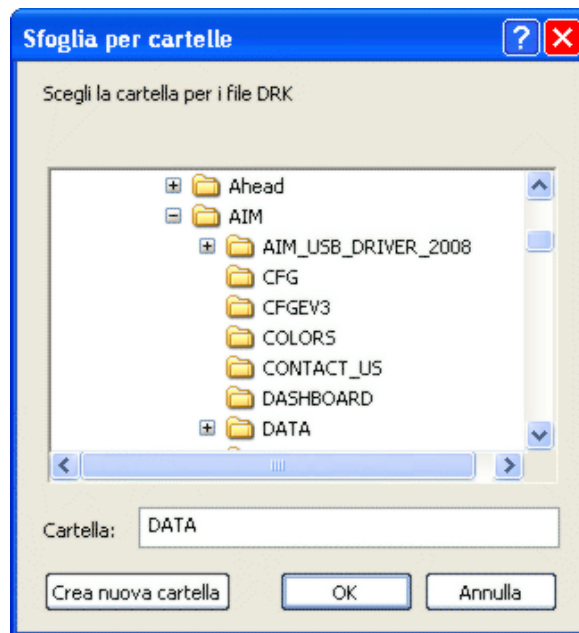 Sfoglia per cartelle
Scegli la cartella per i file DRK
Ahead
AIM
AIM_USB_DRIVER_2008
CFG
CFGEV3
COLORS
CONTACT_US
DASHBOARD
DATA
Cartella: DATA
Crea nuova cartella OK Annulla